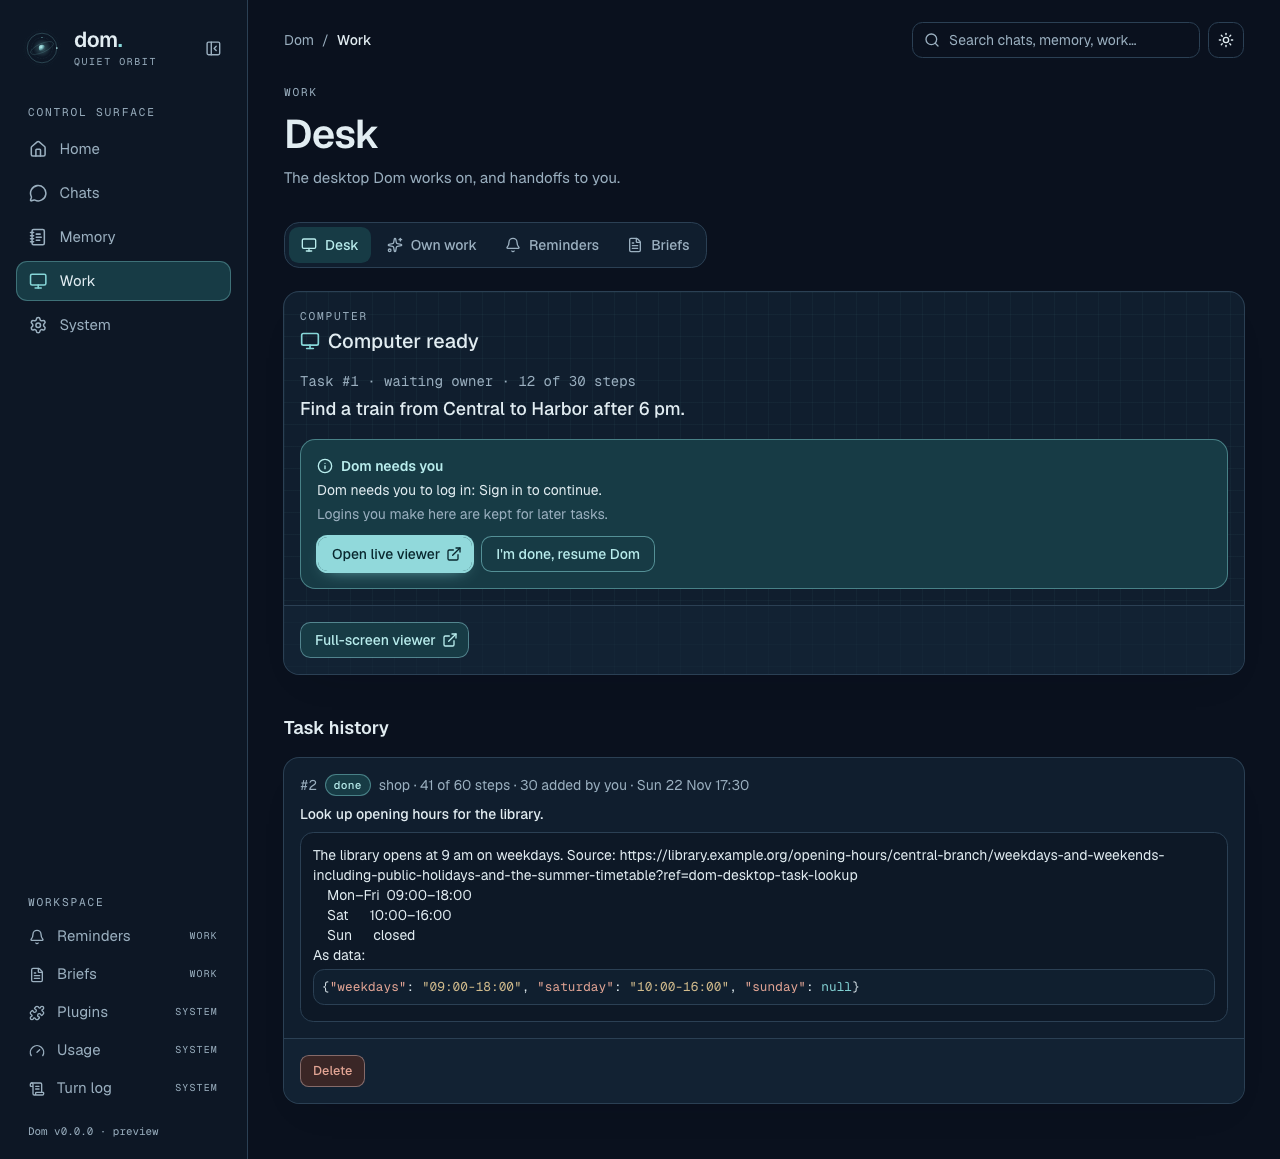 dom.
QUIET ORBIT
CONTROL SURFACE
Home
Chats
Memory
Work
System
WORKSPACE
Reminders WORK
Briefs WORK
Plugins SYSTEM
Usage SYSTEM
Turn log SYSTEM
Dom v0.0.0 · preview
Dom / Work
Search chats, memory, work…
WORK
Desk
The desktop Dom works on, and handoffs to you.
Desk Own work Reminders Briefs
COMPUTER
Computer ready
Task #1 · waiting owner · 12 of 30 steps
Find a train from Central to Harbor after 6 pm.
Dom needs you
Dom needs you to log in: Sign in to continue.
Logins you make here are kept for later tasks.
Open live viewer I'm done, resume Dom
Full-screen viewer
Task history
#2 done shop · 41 of 60 steps · 30 added by you · Sun 22 Nov 17:30
Look up opening hours for the library.
The library opens at 9 am on weekdays. Source: https://library.example.org/opening-hours/central-branch/weekdays-and-weekends-
including-public-holidays-and-the-summer-timetable?ref=dom-desktop-task-lookup
Mon–Fri 09:00–18:00
Sat 10:00–16:00
Sun closed
As data:
{"weekdays": "09:00-18:00", "saturday": "10:00-16:00", "sunday": null}
Delete